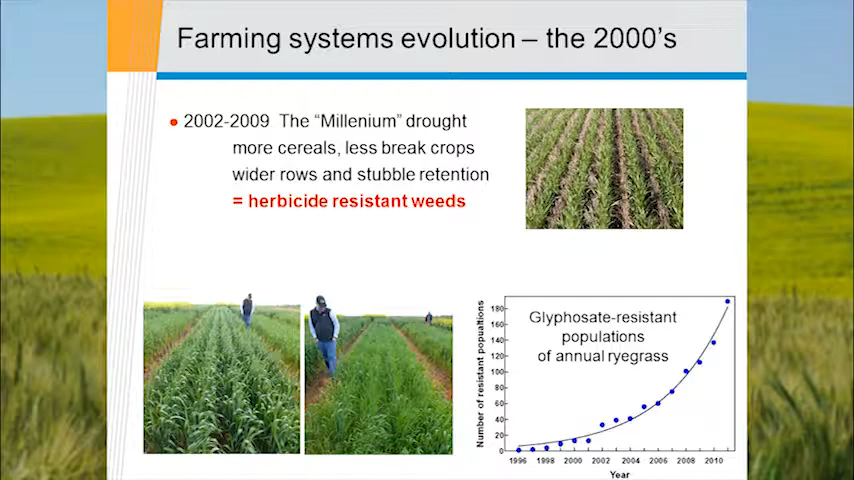 Farming systems evolution – the 2000's
2002-2009 The “Millenium” drought
more cereals, less break crops
wider rows and stubble retention
= herbicide resistant weeds
Glyphosate-resistant
populations
of annual ryegrass
Number of resistant popualtions
180
160
140
120
100
80
60
40
20
0
1996 1998 2000 2002 2004 2006 2008 2010
Year